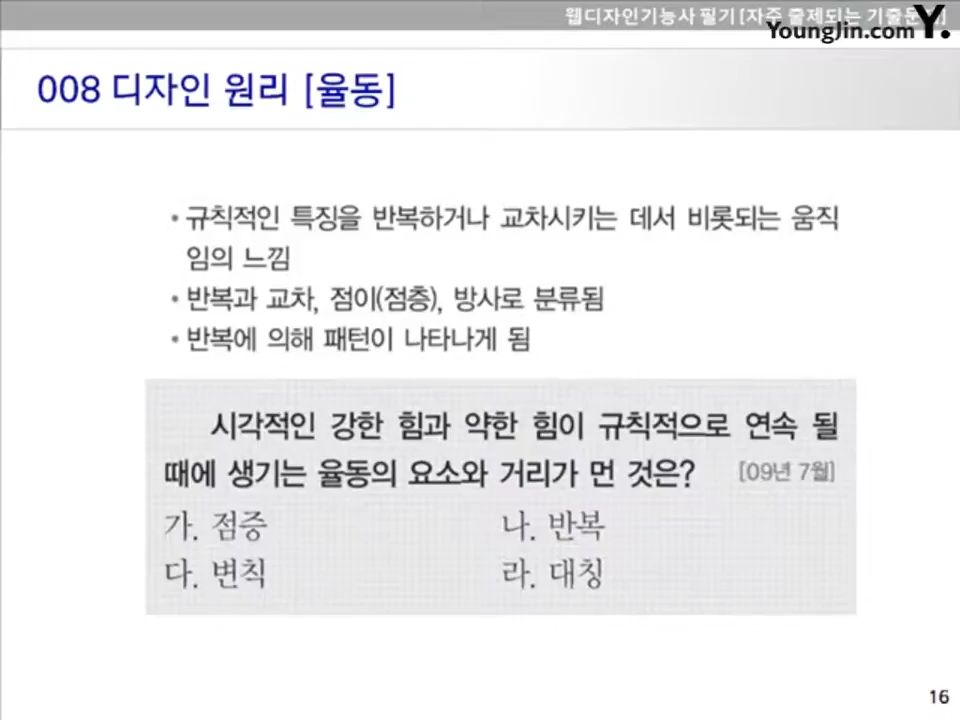 웹디자인기능사 필기 [자주 출제되는 기출문
YoungJin.com Y.
008 디자인 원리 [율동]
• 규칙적인 특징을 반복하거나 교차시키는 데서 비롯되는 움직
임의 느낌
• 반복과 교차, 점이(점층), 방사로 분류됨
• 반복에 의해 패턴이 나타나게 됨
시각적인 강한 힘과 약한 힘이 규칙적으로 연속 될
때에 생기는 율동의 요소와 거리가 먼 것은? [09년 7월]
가. 점증 나. 반복
다. 변칙 라. 대칭
16